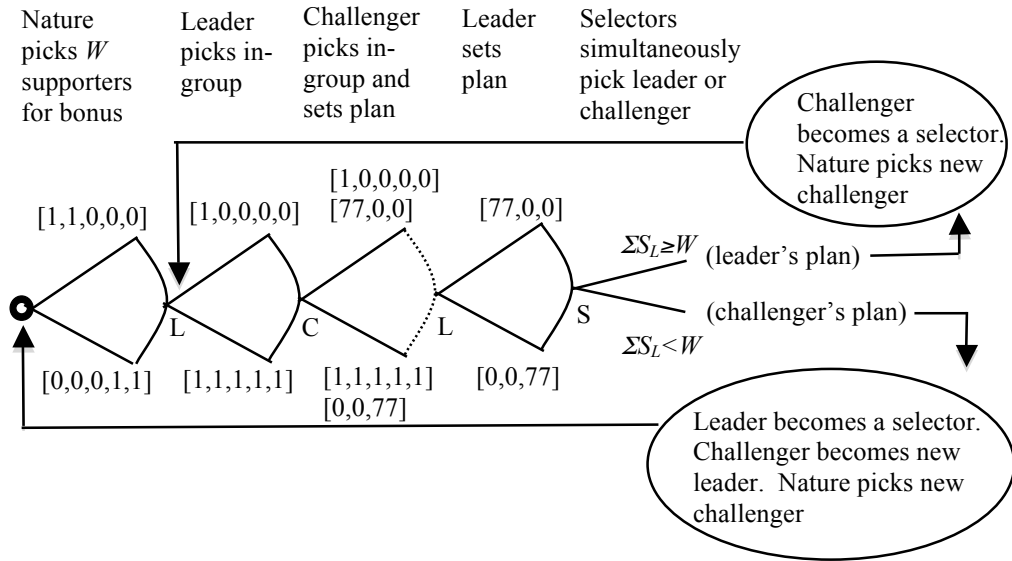 Nature
picks W
supporters
for bonus
Leader
picks in-
group
Challenger
picks in-
group and
sets plan
Leader
sets
plan
Selectors
simultaneously
pick leader or
challenger
Challenger
becomes a selector.
Nature picks new
challenger
[1,1,0,0,0]
[1,0,0,0,0]
[1,0,0,0,0]
[77,0,0]
[77,0,0]
ΣS_L≥W
(leader's plan)
L
C
L
S
(challenger's plan)
ΣS_L<W
[0,0,0,1,1]
[1,1,1,1,1]
[1,1,1,1,1]
[0,0,77]
[0,0,77]
Leader becomes a selector.
Challenger becomes new
leader. Nature picks new
challenger